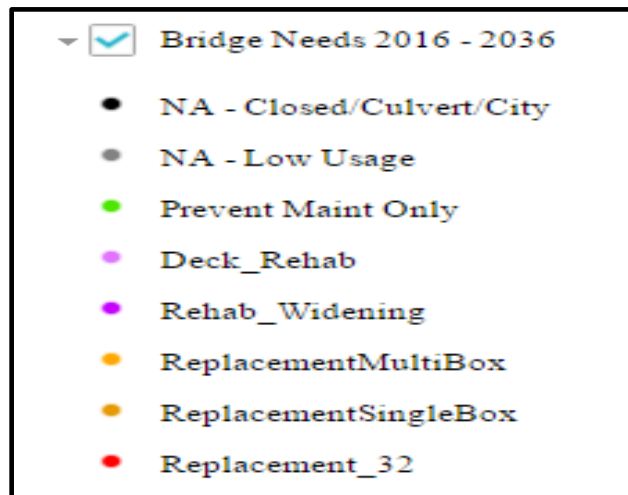 Bridge Needs 2016 - 2036
NA - Closed/Culvert/City
NA - Low Usage
Prevent Maint Only
Deck_Rehab
Rehab_Widening
ReplacementMultiBox
ReplacementSingleBox
Replacement_32